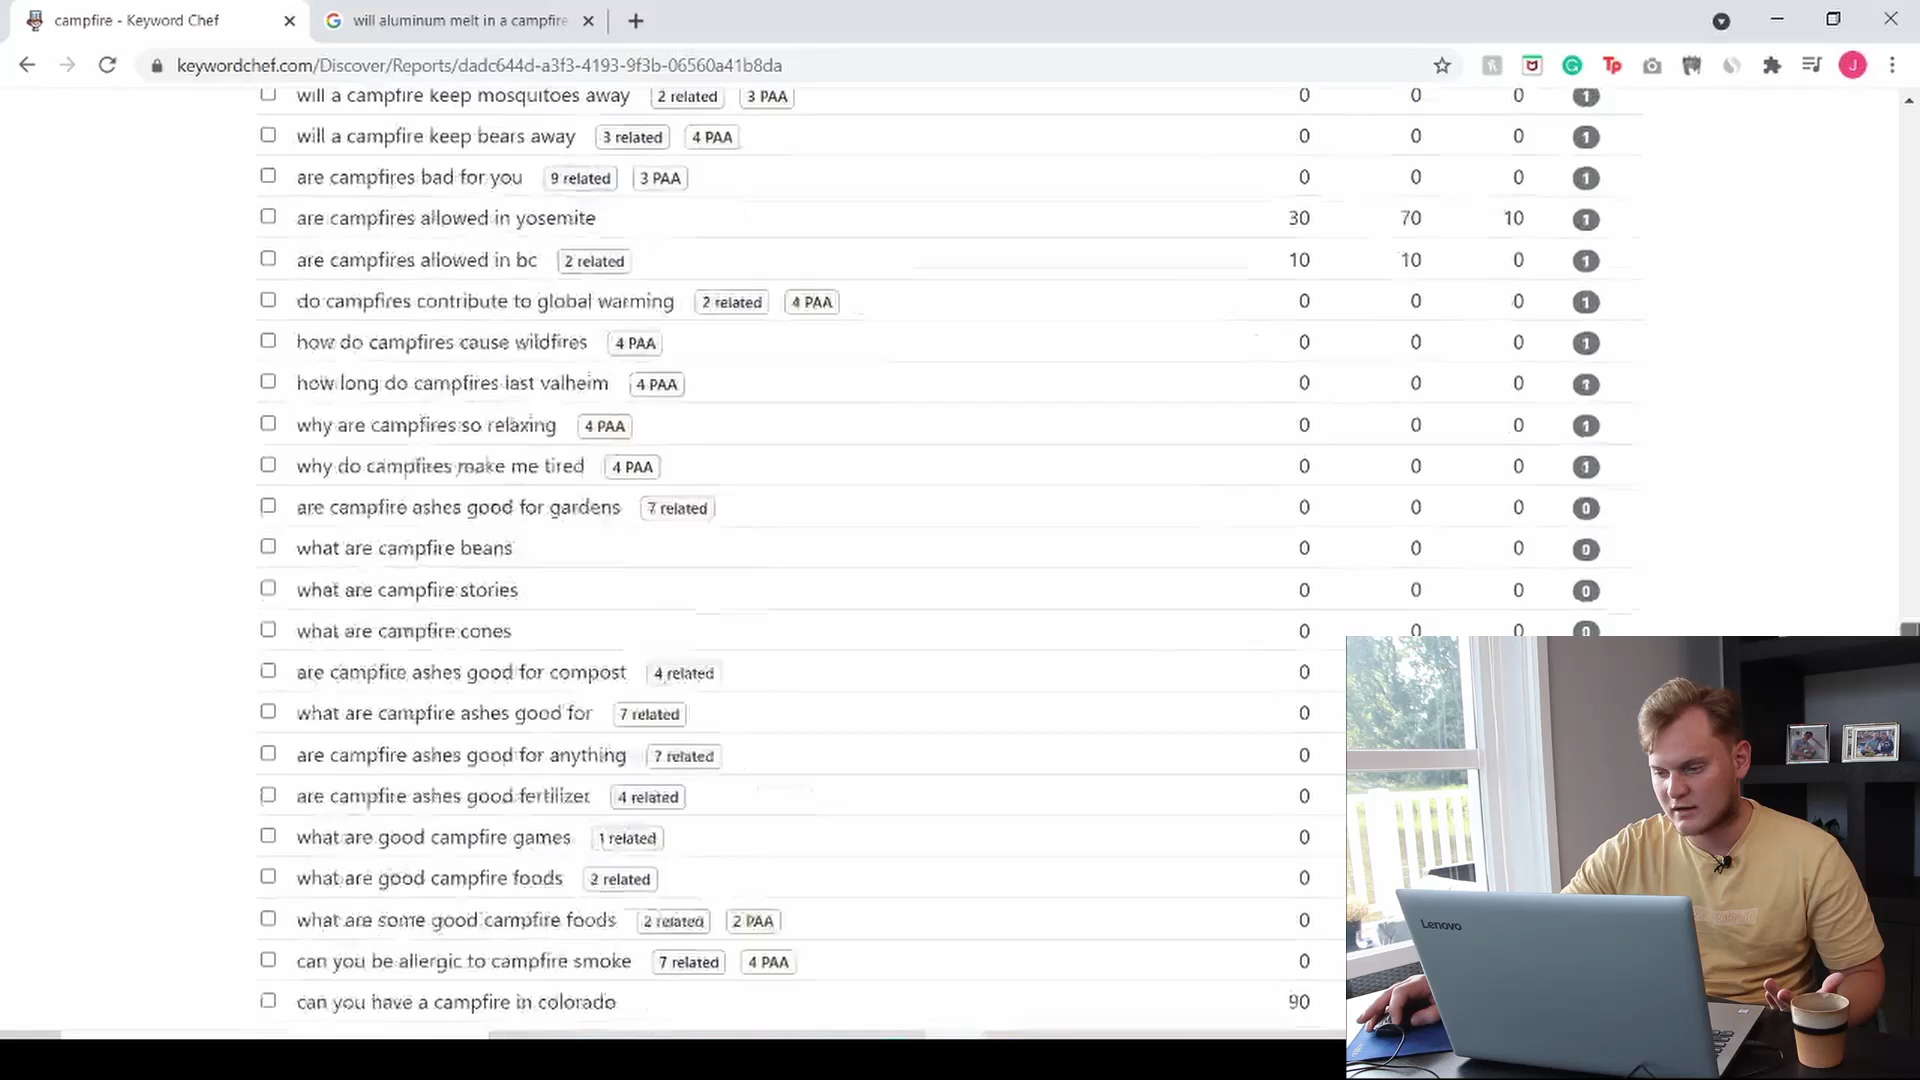 campfire - Keyword Chef
will aluminum melt in a campfire
keywordchef.com/Discover/Reports/dadc644d-a3f3-4193-9f3b-06560a41b8da
will a campfire keep mosquitoes away 2 related 3 PAA 0 0 0 1
will a campfire keep bears away 3 related 4 PAA 0 0 0 1
are campfires bad for you 9 related 3 PAA 0 0 0 1
are campfires allowed in yosemite 30 70 10 1
are campfires allowed in bc 2 related 10 10 0 1
do campfires contribute to global warming 2 related 4 PAA 0 0 0 1
how do campfires cause wildfires 4 PAA 0 0 0 1
how long do campfires last valheim 4 PAA 0 0 0 1
why are campfires so relaxing 4 PAA 0 0 0 1
why do campfires make me tired 4 PAA 0 0 0 1
are campfire ashes good for gardens 7 related 0 0 0 0
what are campfire beans 0 0 0 0
what are campfire stories 0 0 0 0
what are campfire cones 0 0 0 0
are campfire ashes good for compost 4 related 0
what are campfire ashes good for 7 related 0
are campfire ashes good for anything 7 related 0
are campfire ashes good fertilizer 4 related 0
what are good campfire games 1 related 0
what are good campfire foods 2 related 0
what are some good campfire foods 2 related 2 PAA 0
can you be allergic to campfire smoke 7 related 4 PAA 0
can you have a campfire in colorado 90
Lenovo